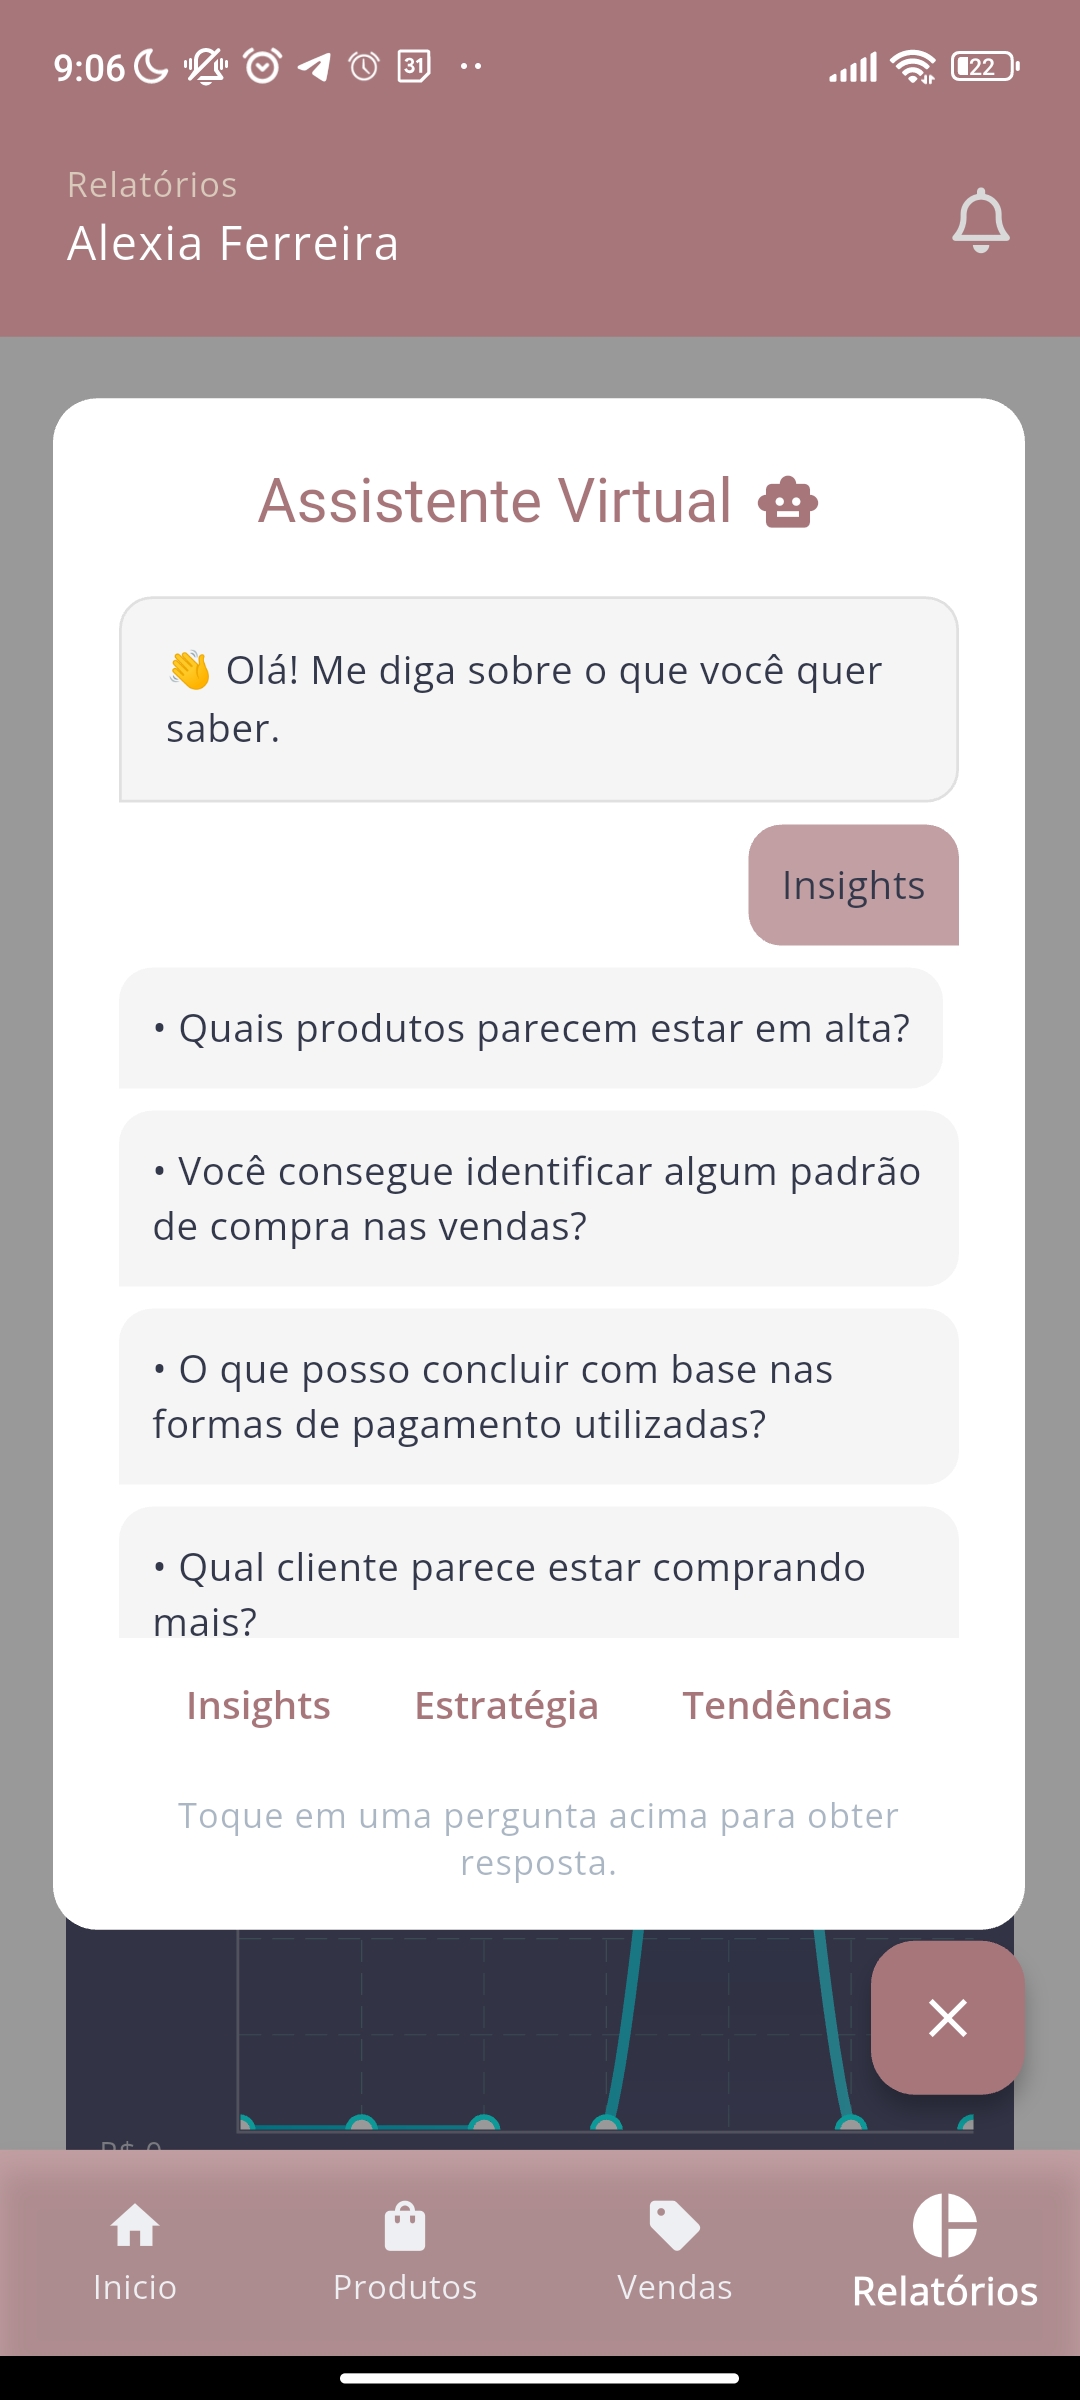 9:06
31
22
Relatórios
Alexia Ferreira
Assistente Virtual
👋 Olá! Me diga sobre o que você quer
saber.
Insights
• Quais produtos parecem estar em alta?
• Você consegue identificar algum padrão
de compra nas vendas?
• O que posso concluir com base nas
formas de pagamento utilizadas?
• Qual cliente parece estar comprando
mais?
Insights Estratégia Tendências
Toque em uma pergunta acima para obter
resposta.
R$ 0
Inicio Produtos Vendas Relatórios